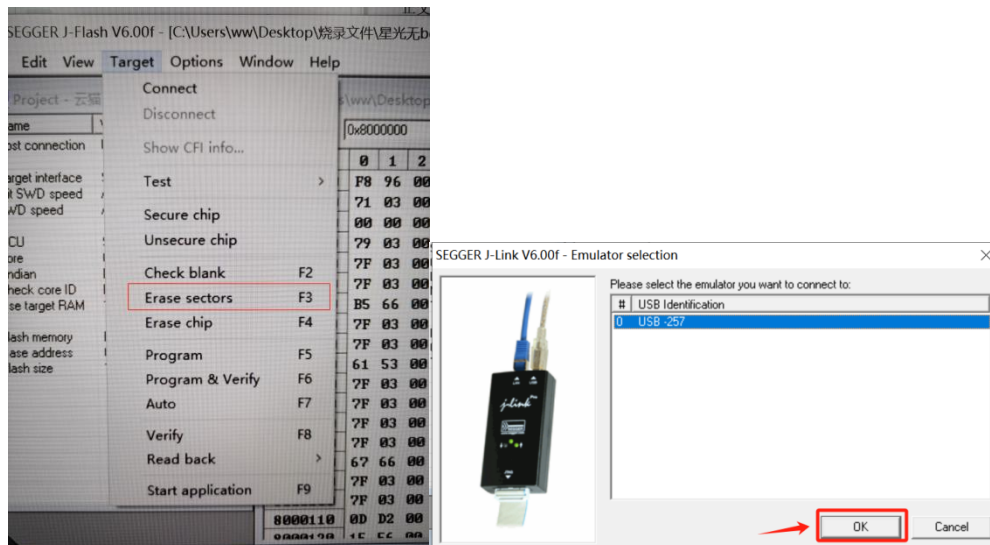 SEGGER J-Flash V6.00f - [C:\Users\ww\Desktop\烧录文件\星光无b
Edit View Target Options Window Help
Project - 云猫
s\ww\Desktop
Connect
Disconnect
Show CFI info...
Test >
Secure chip
Unsecure chip
Check blank F2
Erase sectors F3
Erase chip F4
Program F5
Program & Verify F6
Auto F7
Verify F8
Read back >
Start application F9
ame
ost connection
arget interface
it SWD speed
WD speed
CU
ore
ndian
heck core ID
se target RAM
lash memory
ase address
lash size
0x8000000
0 1 2
F8 96 00
71 03 00
00 00 00
79 03 00
7F 03 00
7F 03 00
B5 66 00
7F 03 00
7F 03 00
61 53 00
7F 03 00
7F 03 00
7F 03 00
7F 03 00
67 66 00
7F 03 00
7F 03 00
8000110 0D D2 00
SEGGER J-Link V6.00f - Emulator selection
Please select the emulator you want to connect to:
# USB Identification
0 USB -257
j-link
OK Cancel